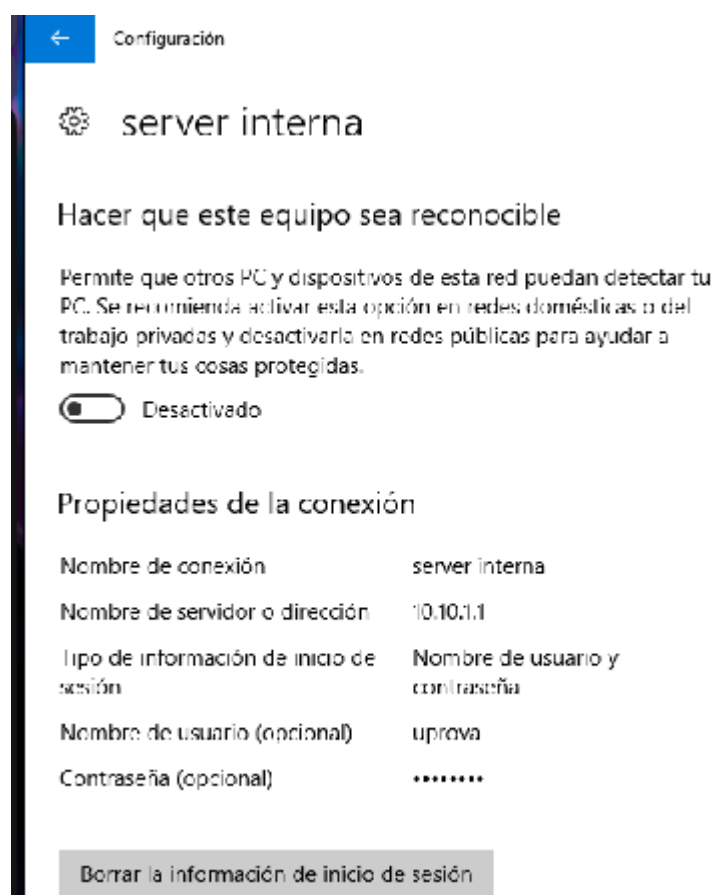 Configuración
server interna
Hacer que este equipo sea reconocible
Permite que otros PC y dispositivos de esta red puedan detectar tu
PC. Se recomienda activar esta opción en redes domésticas o del
trabajo privadas y desactivarla en redes públicas para ayudar a
mantener tus cosas protegidas.
Desactivado
Propiedades de la conexión
Nombre de conexión server interna
Nombre de servidor o dirección 10.10.1.1
Tipo de información de inicio de Nombre de usuario y
sesión contraseña
Nombre de usuario (opcional) uprova
Contraseña (opcional) ••••••••
Borrar la información de inicio de sesión